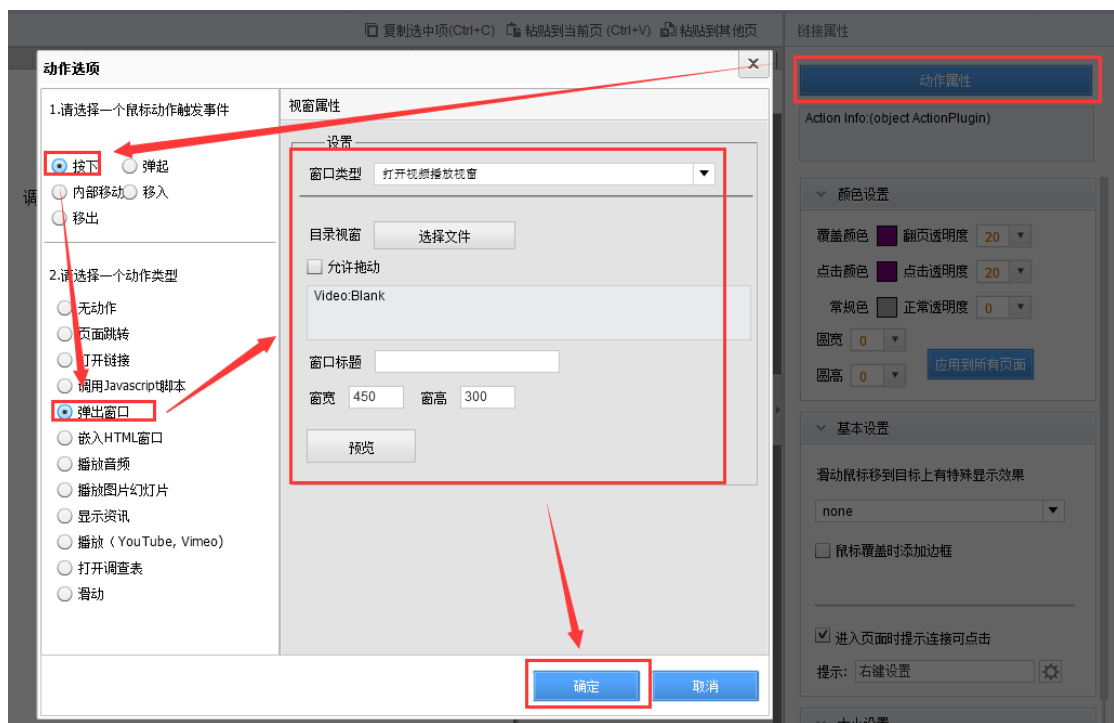 复制选中项(Ctrl+C) 粘贴到当前页 (Ctrl+V) 粘贴到其他页
链接属性
动作选项
动作属性
Action Info:(object ActionPlugin)
1.请选择一个鼠标动作触发事件
按下 弹起
内部移动 移入
移出
2.请选择一个动作类型
无动作
页面跳转
打开链接
调用Javascript脚本
弹出窗口
嵌入HTML窗口
播放音频
播放图片幻灯片
显示资讯
播放（YouTube, Vimeo)
打开调查表
滑动
视窗属性
设置
窗口类型 打开视频播放视窗
目录视窗 选择文件
允许拖动
Video:Blank
窗口标题
窗宽 450 窗高 300
预览
确定 取消
调
颜色设置
覆盖颜色 翻页透明度 20
点击颜色 点击透明度 20
常规色 正常透明度 0
圆宽 0
圆高 0 应用到所有页面
基本设置
滑动鼠标移到目标上有特殊显示效果
none
鼠标覆盖时添加边框
进入页面时提示连接可点击
提示: 右键设置
大小设置